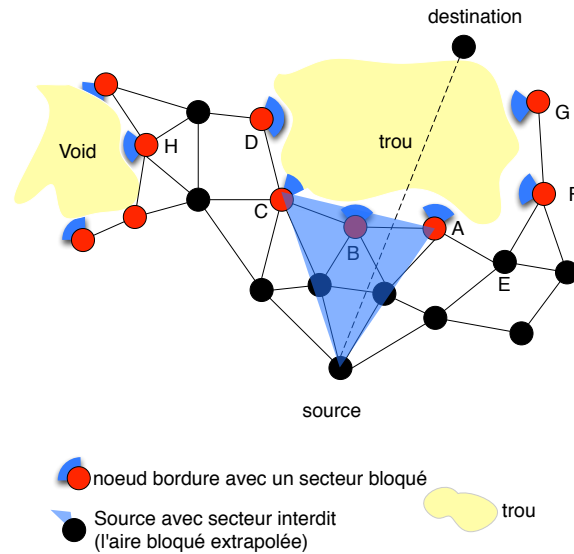 destination
G
D
Void
H
trou
F
C
A
B
E
source
noeud bordure avec un secteur bloqué
trou
Source avec secteur interdit
(l'aire bloqué extrapolée)